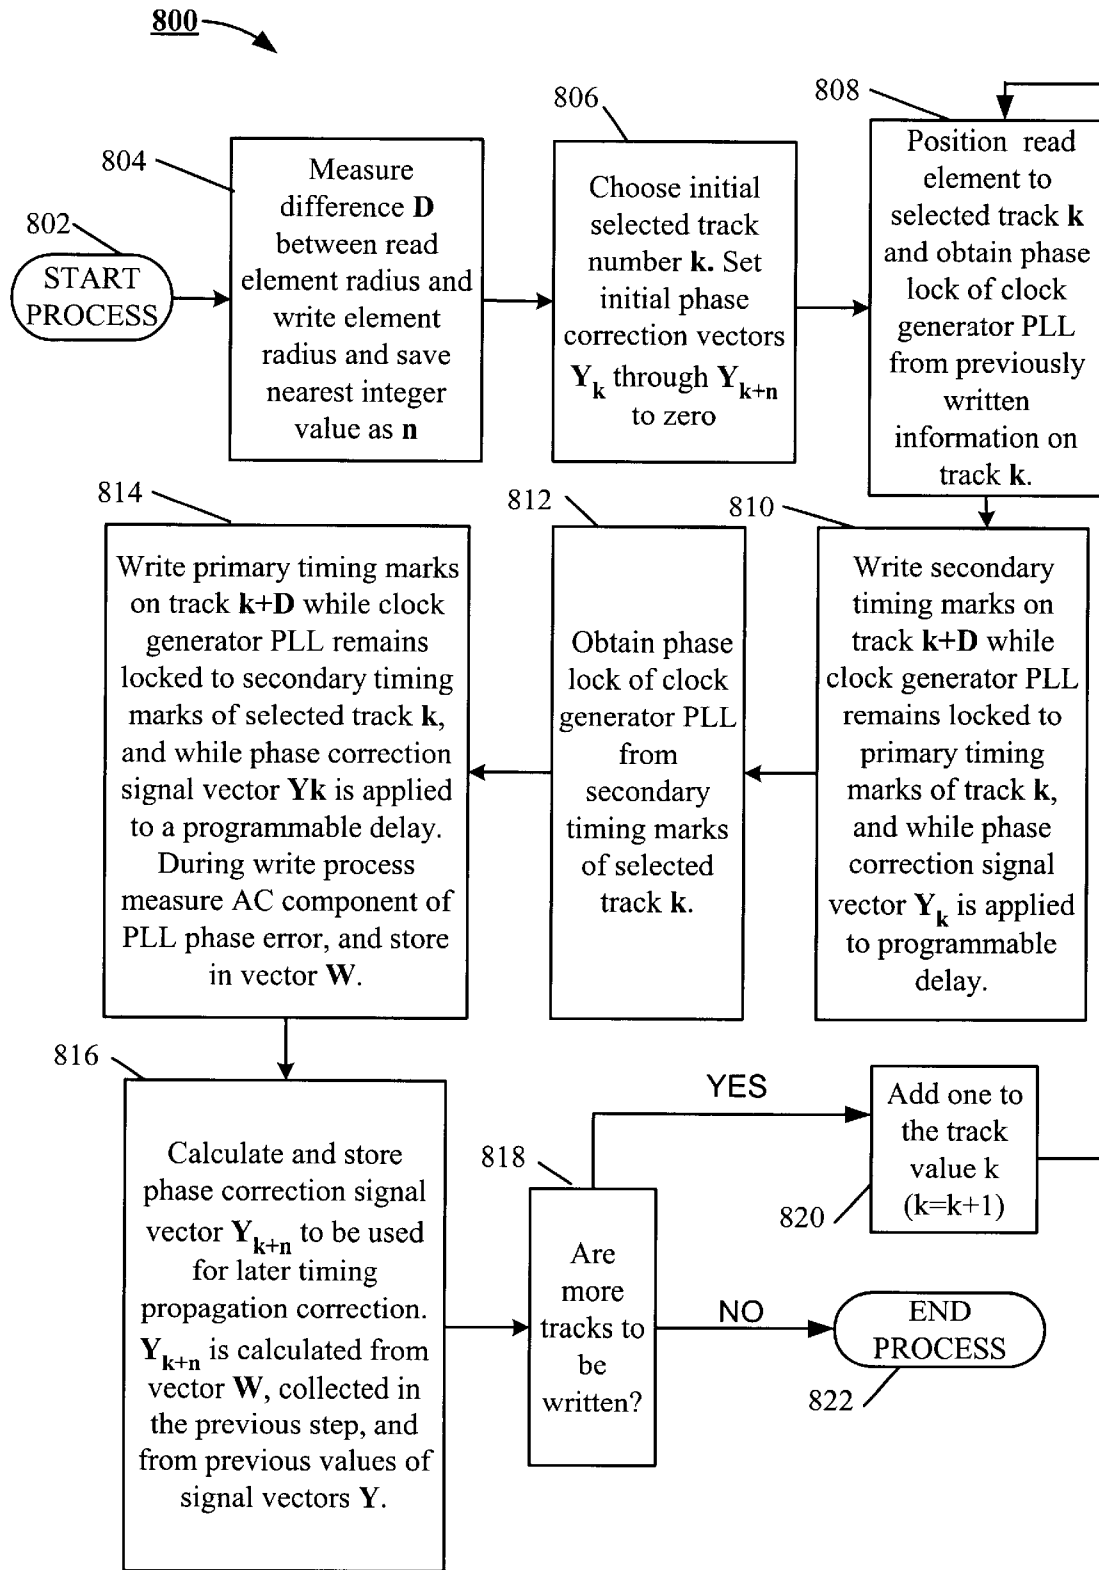 800
802
START
PROCESS
804
Measure
difference D
between read
element radius and
write element
radius and save
nearest integer
value as n
806
Choose initial
selected track
number k. Set
initial phase
correction vectors
Yk through Yk+n
to zero
808
Position read
element to
selected track k
and obtain phase
lock of clock
generator PLL
from previously
written
information on
track k.
810
Write secondary
timing marks on
track k+D while
clock generator PLL
remains locked to
primary timing
marks of track k,
and while phase
correction signal
vector Yk is applied
to programmable
delay.
812
Obtain phase
lock of clock
generator PLL
from
secondary
timing marks
of selected
track k.
814
Write primary timing marks
on track k+D while clock
generator PLL remains
locked to secondary timing
marks of selected track k,
and while phase correction
signal vector Yk is applied
to a programmable delay.
During write process
measure AC component of
PLL phase error, and store
in vector W.
816
Calculate and store
phase correction signal
vector Yk+n to be used
for later timing
propagation correction.
Yk+n is calculated from
vector W, collected in
the previous step, and
from previous values of
signal vectors Y.
818
Are
more
tracks to
be
written?
YES
820
Add one to
the track
value k
(k=k+1)
NO
END
PROCESS
822